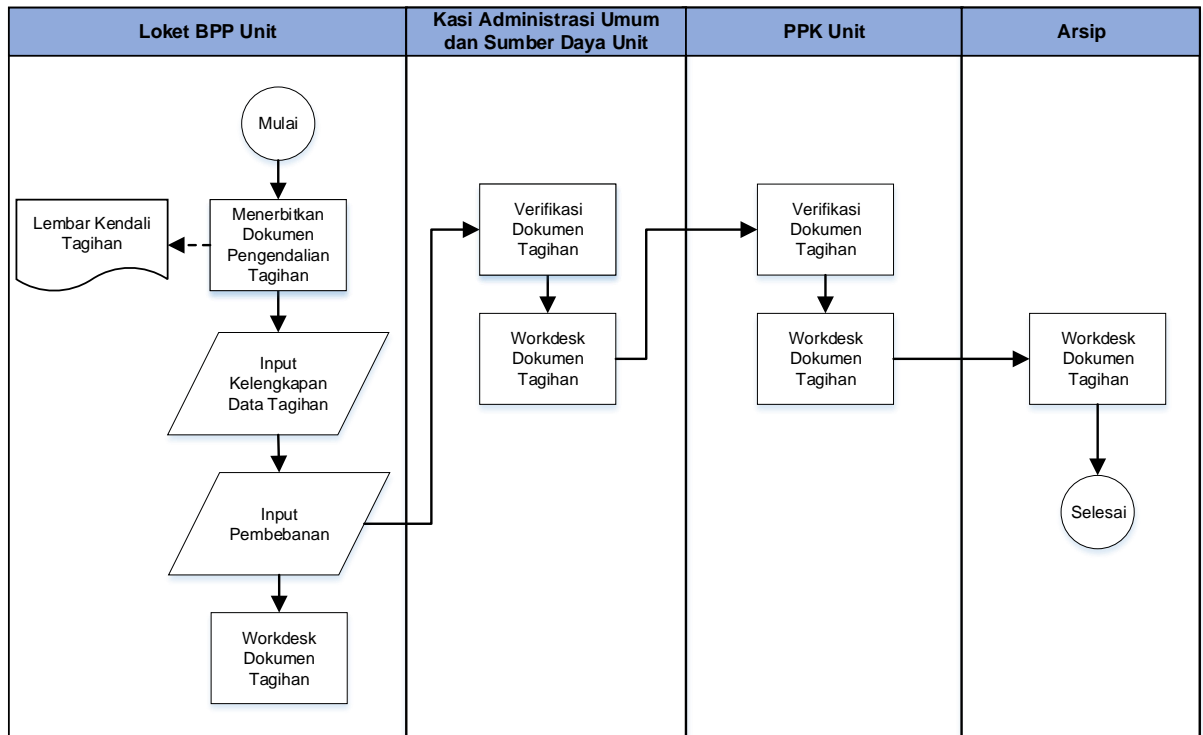 Loket BPP Unit
Kasi Administrasi Umum
dan Sumber Daya Unit
PPK Unit
Arsip
Mulai
Lembar Kendali
Tagihan
Menerbitkan
Dokumen
Pengendalian
Tagihan
Input
Kelengkapan
Data Tagihan
Input
Pembebanan
Workdesk
Dokumen
Tagihan
Verifikasi
Dokumen
Tagihan
Workdesk
Dokumen
Tagihan
Verifikasi
Dokumen
Tagihan
Workdesk
Dokumen
Tagihan
Workdesk
Dokumen
Tagihan
Selesai